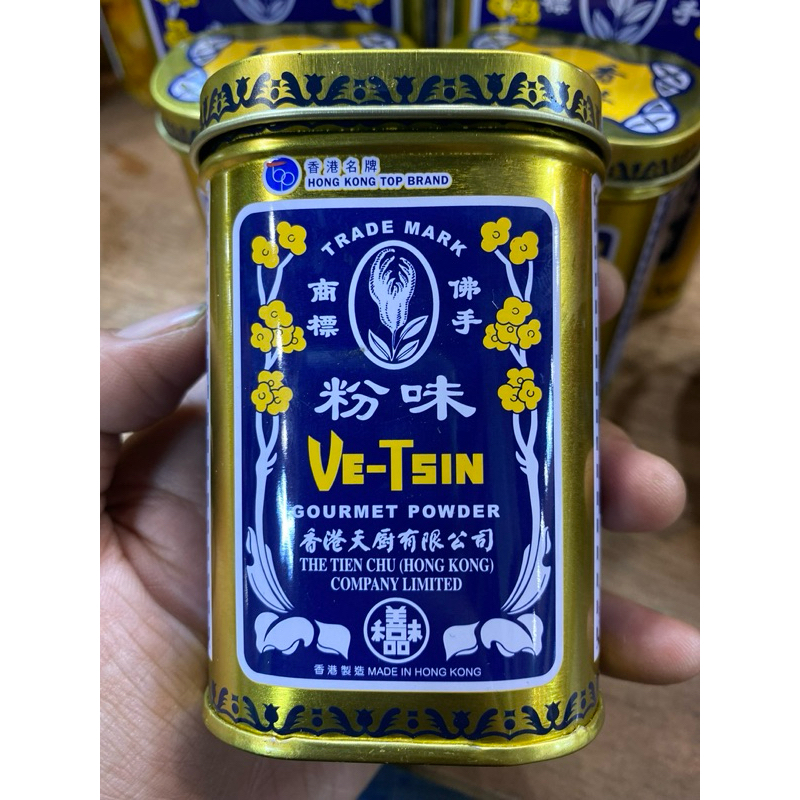 香港名牌
HONG KONG TOP BRAND
TRADE MARK
佛手
商標
味粉
VE-TSIN
GOURMET POWDER
香港天厨有限公司
THE TIEN CHU (HONG KONG)
COMPANY LIMITED
香港製造 MADE IN HONG KONG